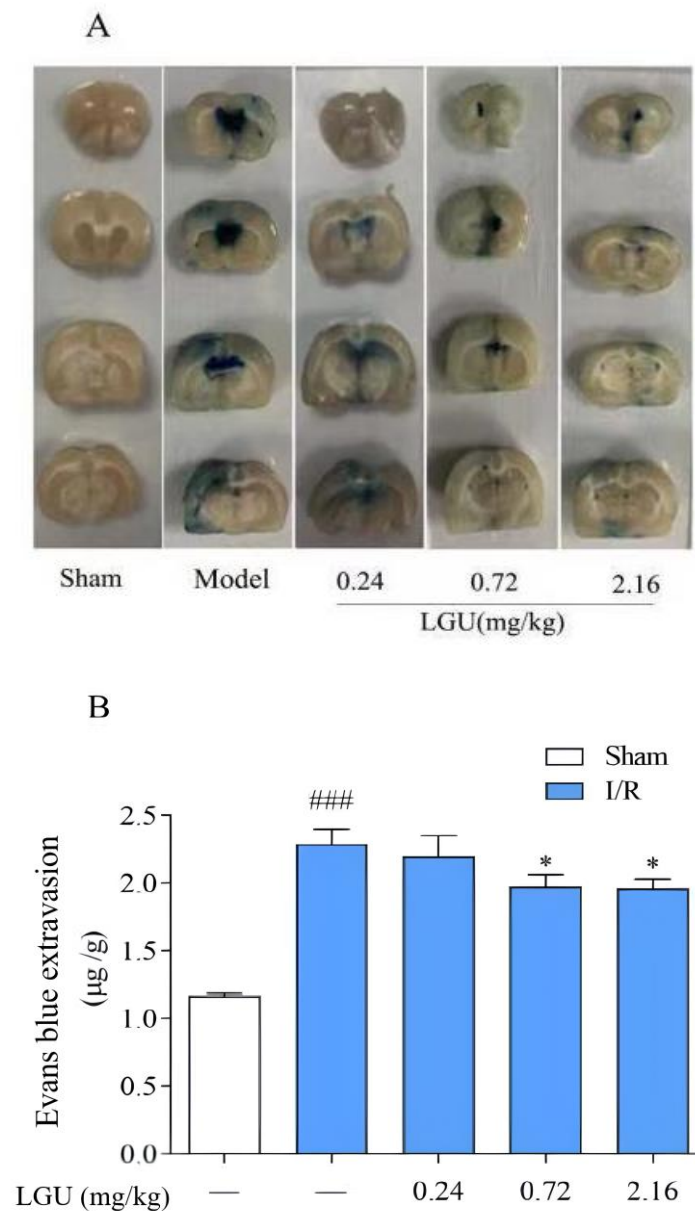 A
Sham Model 0.24 0.72 2.16
LGU(mg/kg)
B
Sham
I/R
###
2.5
2.0
1.5
1.0
0.5
0.0
* *
Evans blue extravasation
(μg /g)
LGU (mg/kg) — — 0.24 0.72 2.16